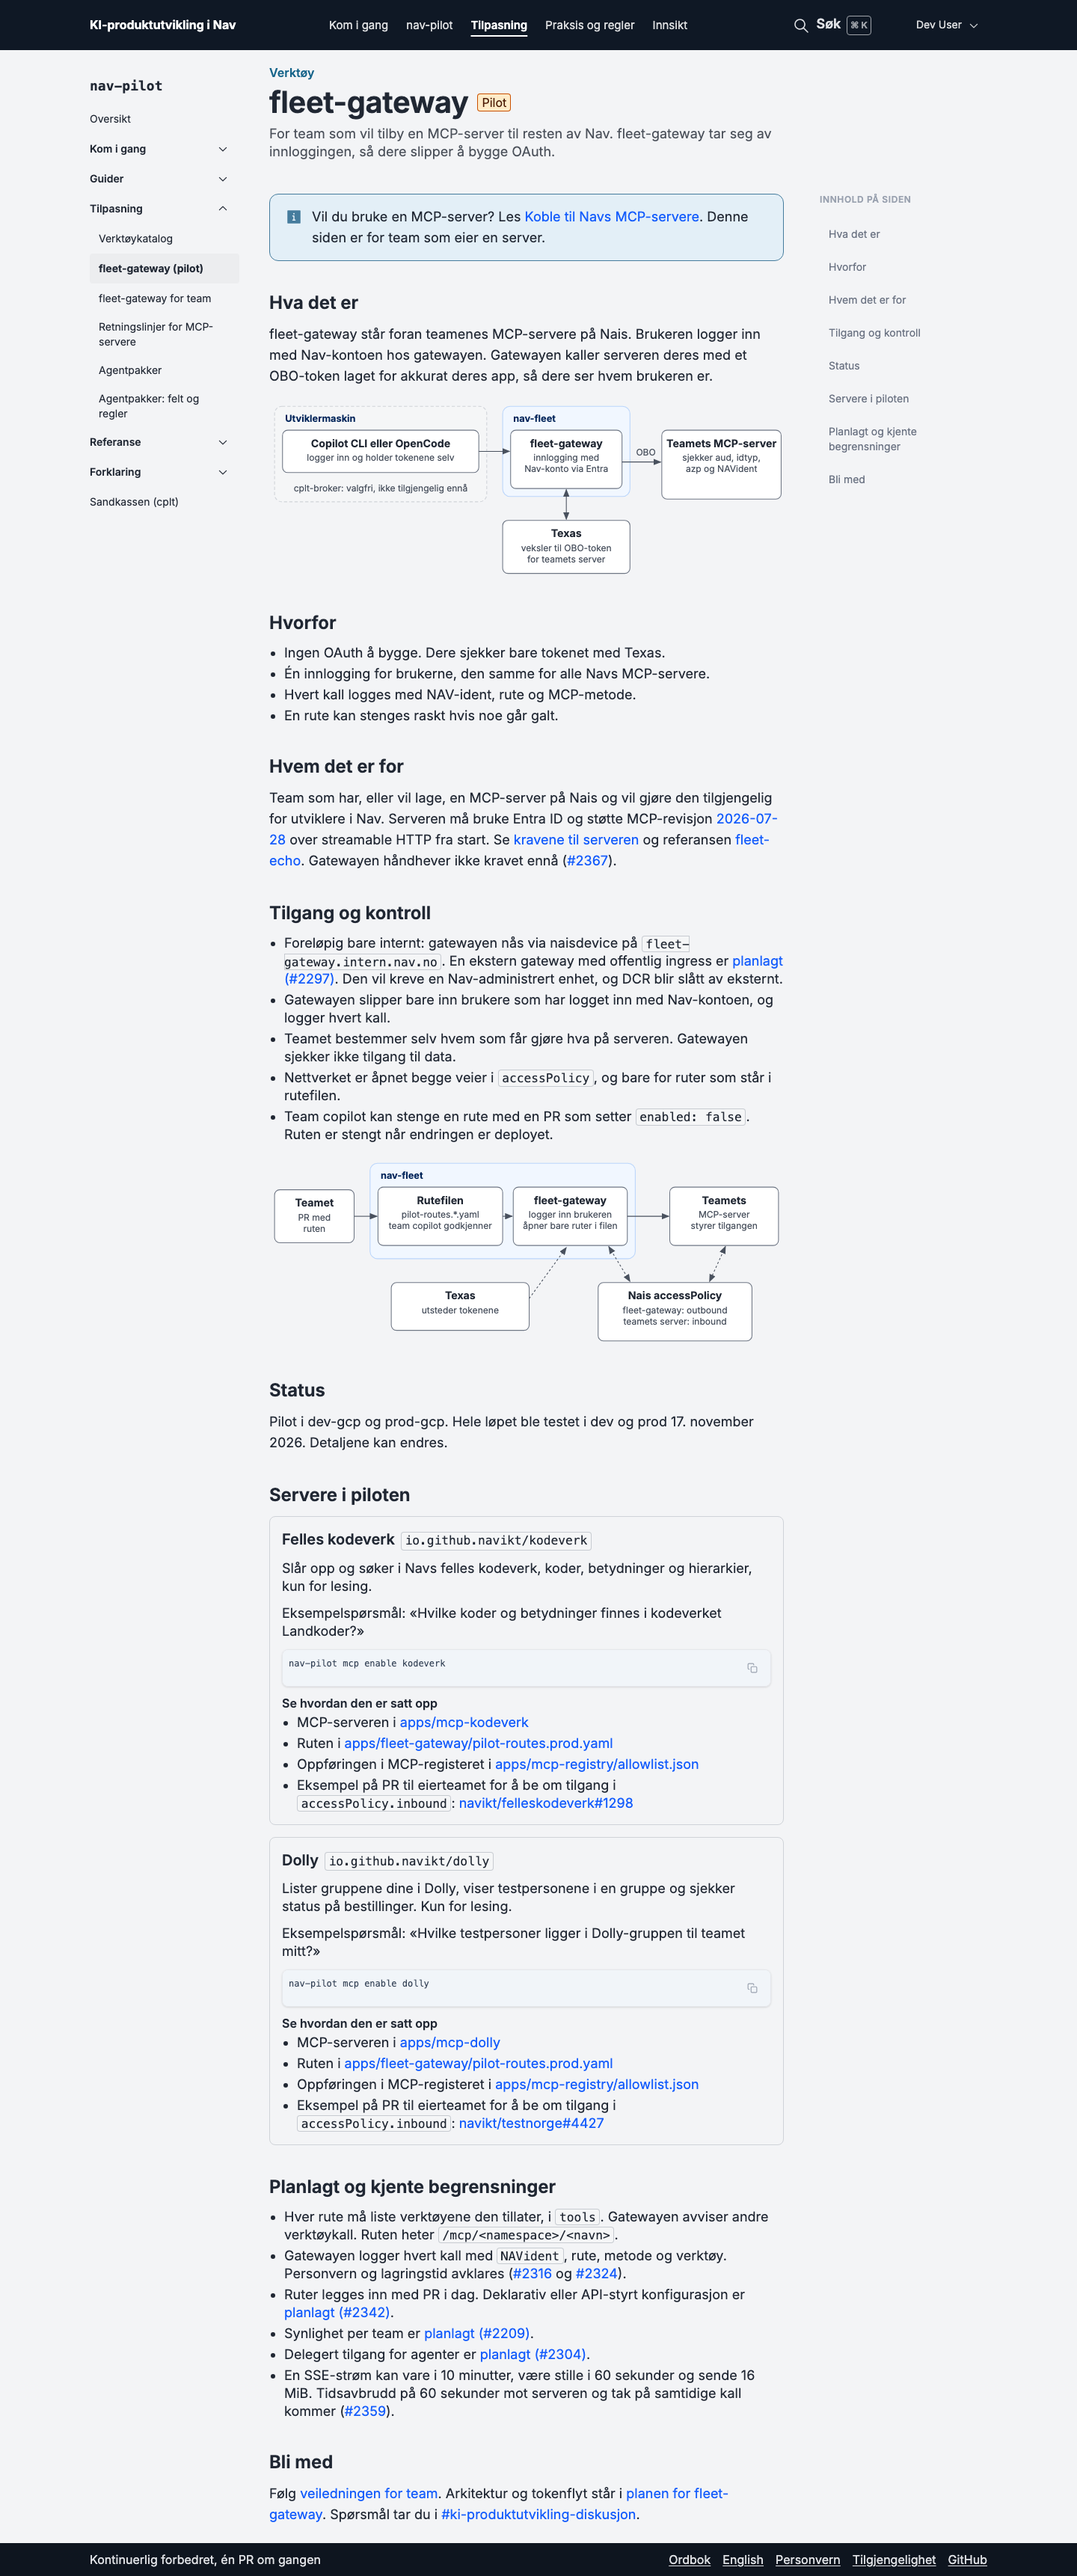 KI-produktutvikling i Nav
Kom i gang
nav-pilot
Tilpasning
Praksis og regler
Innsikt
Søk
⌘ K
Dev User
nav-pilot
Oversikt
Kom i gang
Guider
Tilpasning
Verktøykatalog
fleet-gateway (pilot)
fleet-gateway for team
Retningslinjer for MCP-
servere
Agentpakker
Agentpakker: felt og
regler
Referanse
Forklaring
Sandkassen (cplt)
Verktøy
fleet-gateway Pilot
For team som vil tilby en MCP-server til resten av Nav. fleet-gateway tar seg av
innloggingen, så dere slipper å bygge OAuth.
Vil du bruke en MCP-server? Les Koble til Navs MCP-servere. Denne
siden er for team som eier en server.
INNHOLD PÅ SIDEN
Hva det er
Hvorfor
Hvem det er for
Tilgang og kontroll
Status
Servere i piloten
Planlagt og kjente
begrensninger
Bli med
Hva det er
fleet-gateway står foran teamenes MCP-servere på Nais. Brukeren logger inn
med Nav-kontoen hos gatewayen. Gatewayen kaller serveren deres med et
OBO-token laget for akkurat deres app, så dere ser hvem brukeren er.
Utviklermaskin
Copilot CLI eller OpenCode
logger inn og holder tokenene selv
cplt-broker: valgfri, ikke tilgjengelig ennå
nav-fleet
fleet-gateway
innlogging med
Nav-konto via Entra
OBO
Teamets MCP-server
sjekker aud, idtyp,
azp og NAVident
Texas
veksler til OBO-token
for teamets server
Hvorfor
• Ingen OAuth å bygge. Dere sjekker bare tokenet med Texas.
• Én innlogging for brukerne, den samme for alle Navs MCP-servere.
• Hvert kall logges med NAV-ident, rute og MCP-metode.
• En rute kan stenges raskt hvis noe går galt.
Hvem det er for
Team som har, eller vil lage, en MCP-server på Nais og vil gjøre den tilgjengelig
for utviklere i Nav. Serveren må bruke Entra ID og støtte MCP-revisjon 2026-07-
28 over streamable HTTP fra start. Se kravene til serveren og referansen fleet-
echo. Gatewayen håndhever ikke kravet ennå (#2367).
Tilgang og kontroll
• Foreløpig bare internt: gatewayen nås via naisdevice på fleet-
gateway.intern.nav.no. En ekstern gateway med offentlig ingress er planlagt
(#2297). Den vil kreve en Nav-administrert enhet, og DCR blir slått av eksternt.
• Gatewayen slipper bare inn brukere som har logget inn med Nav-kontoen, og
logger hvert kall.
• Teamet bestemmer selv hvem som får gjøre hva på serveren. Gatewayen
sjekker ikke tilgang til data.
• Nettverket er åpnet begge veier i accessPolicy, og bare for ruter som står i
rutefilen.
• Team copilot kan stenge en rute med en PR som setter enabled: false.
Ruten er stengt når endringen er deployet.
nav-fleet
Teamet
PR med
ruten
Rutefilen
pilot-routes.*.yaml
team copilot godkjenner
fleet-gateway
logger inn brukeren
åpner bare ruter i filen
Teamets
MCP-server
styrer tilgangen
Texas
utsteder tokenene
Nais accessPolicy
fleet-gateway: outbound
teamets server: inbound
Status
Pilot i dev-gcp og prod-gcp. Hele løpet ble testet i dev og prod 17. november
2026. Detaljene kan endres.
Servere i piloten
Felles kodeverk io.github.navikt/kodeverk
Slår opp og søker i Navs felles kodeverk, koder, betydninger og hierarkier,
kun for lesing.
Eksempelspørsmål: «Hvilke koder og betydninger finnes i kodeverket
Landkoder?»
nav-pilot mcp enable kodeverk
Se hvordan den er satt opp
• MCP-serveren i apps/mcp-kodeverk
• Ruten i apps/fleet-gateway/pilot-routes.prod.yaml
• Oppføringen i MCP-registeret i apps/mcp-registry/allowlist.json
• Eksempel på PR til eierteamet for å be om tilgang i
accessPolicy.inbound: navikt/felleskodeverk#1298
Dolly io.github.navikt/dolly
Lister gruppene dine i Dolly, viser testpersonene i en gruppe og sjekker
status på bestillinger. Kun for lesing.
Eksempelspørsmål: «Hvilke testpersoner ligger i Dolly-gruppen til teamet
mitt?»
nav-pilot mcp enable dolly
Se hvordan den er satt opp
• MCP-serveren i apps/mcp-dolly
• Ruten i apps/fleet-gateway/pilot-routes.prod.yaml
• Oppføringen i MCP-registeret i apps/mcp-registry/allowlist.json
• Eksempel på PR til eierteamet for å be om tilgang i
accessPolicy.inbound: navikt/testnorge#4427
Planlagt og kjente begrensninger
• Hver rute må liste verktøyene den tillater, i tools. Gatewayen avviser andre
verktøykall. Ruten heter /mcp/<namespace>/<navn>.
• Gatewayen logger hvert kall med NAVident, rute, metode og verktøy.
Personvern og lagringstid avklares (#2316 og #2324).
• Ruter legges inn med PR i dag. Deklarativ eller API-styrt konfigurasjon er
planlagt (#2342).
• Synlighet per team er planlagt (#2209).
• Delegert tilgang for agenter er planlagt (#2304).
• En SSE-strøm kan vare i 10 minutter, være stille i 60 sekunder og sende 16
MiB. Tidsavbrudd på 60 sekunder mot serveren og tak på samtidige kall
kommer (#2359).
Bli med
Følg veiledningen for team. Arkitektur og tokenflyt står i planen for fleet-
gateway. Spørsmål tar du i #ki-produktutvikling-diskusjon.
Kontinuerlig forbedret, én PR om gangen
Ordbok
English
Personvern
Tilgjengelighet
GitHub